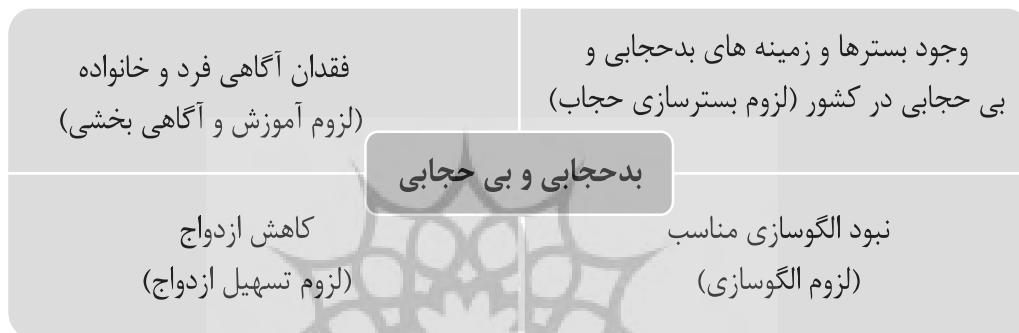 وجود بسترها و زمینه های بدحجابی و
بی حجابی در کشور (لزوم بسترسازی حجاب)
فقدان آگاهی فرد و خانواده
(لزوم آموزش و آگاهی بخشی)
بدحجابی و بی حجابی
نبود الگوسازی مناسب
(لزوم الگوسازی)
کاهش ازدواج
(لزوم تسهیل ازدواج)